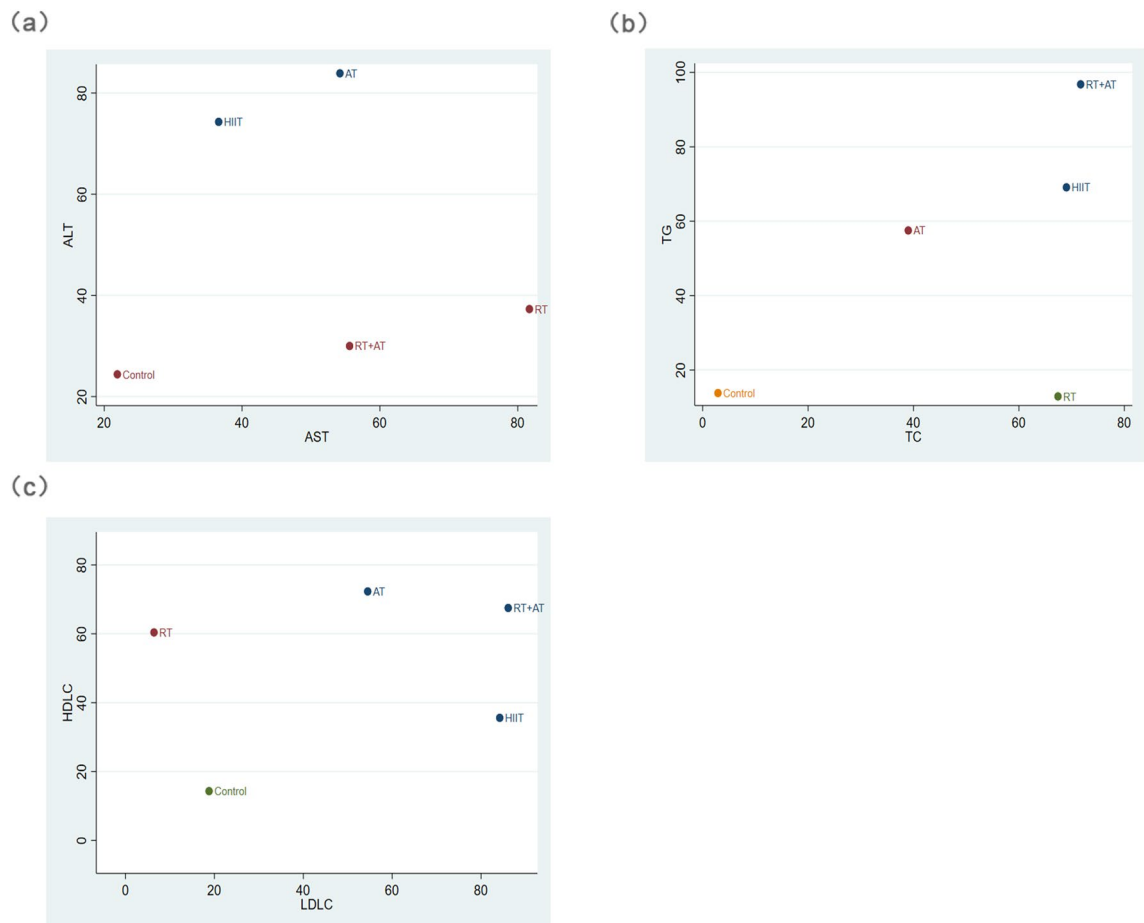 (a)
ALT
80
60
40
20
AT
HIIT
RT
RT+AT
Control
20 40 60 80
AST
(b)
TG
100
80
60
40
20
RT+AT
HIIT
AT
Control
RT
0 20 40 60 80
TC
(c)
HDLC
80
60
40
20
0
AT
RT+AT
RT
HIIT
Control
0 20 40 60 80
LDLC